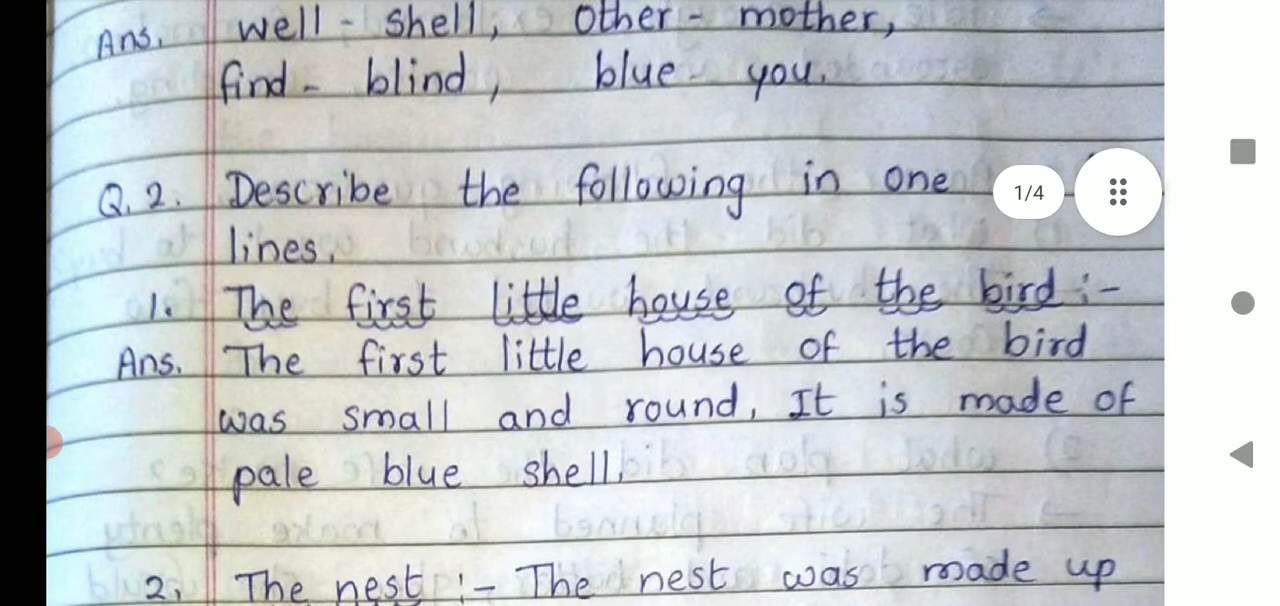 Ans. well - shell, other - mother,
find - blind, blue - you.
Q.2. Describe the following in one
lines.
1. The first little house of the bird :-
Ans. The first little house of the bird
was small and round, It is made of
pale blue shell.
2. The nest :- The nest was made up
1/4